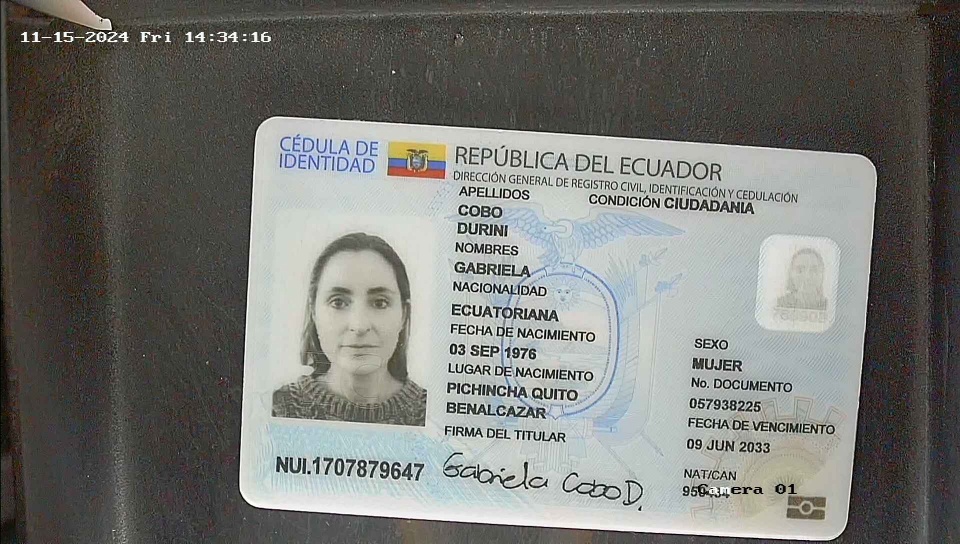 11-15-2024 Fri 14:34:16
CÉDULA DE
IDENTIDAD
REPÚBLICA DEL ECUADOR
DIRECCIÓN GENERAL DE REGISTRO CIVIL, IDENTIFICACIÓN Y CEDULACIÓN
APELLIDOS
CONDICIÓN CIUDADANIA
COBO
DURINI
NOMBRES
GABRIELA
NACIONALIDAD
ECUATORIANA
FECHA DE NACIMIENTO
03 SEP 1976
LUGAR DE NACIMIENTO
PICHINCHA QUITO
BENALCAZAR
FIRMA DEL TITULAR
SEXO
MUJER
No. DOCUMENTO
057938225
FECHA DE VENCIMIENTO
09 JUN 2033
NAT/CAN
NUI.1707879647
Gabriela Cobo D.
Camera 01